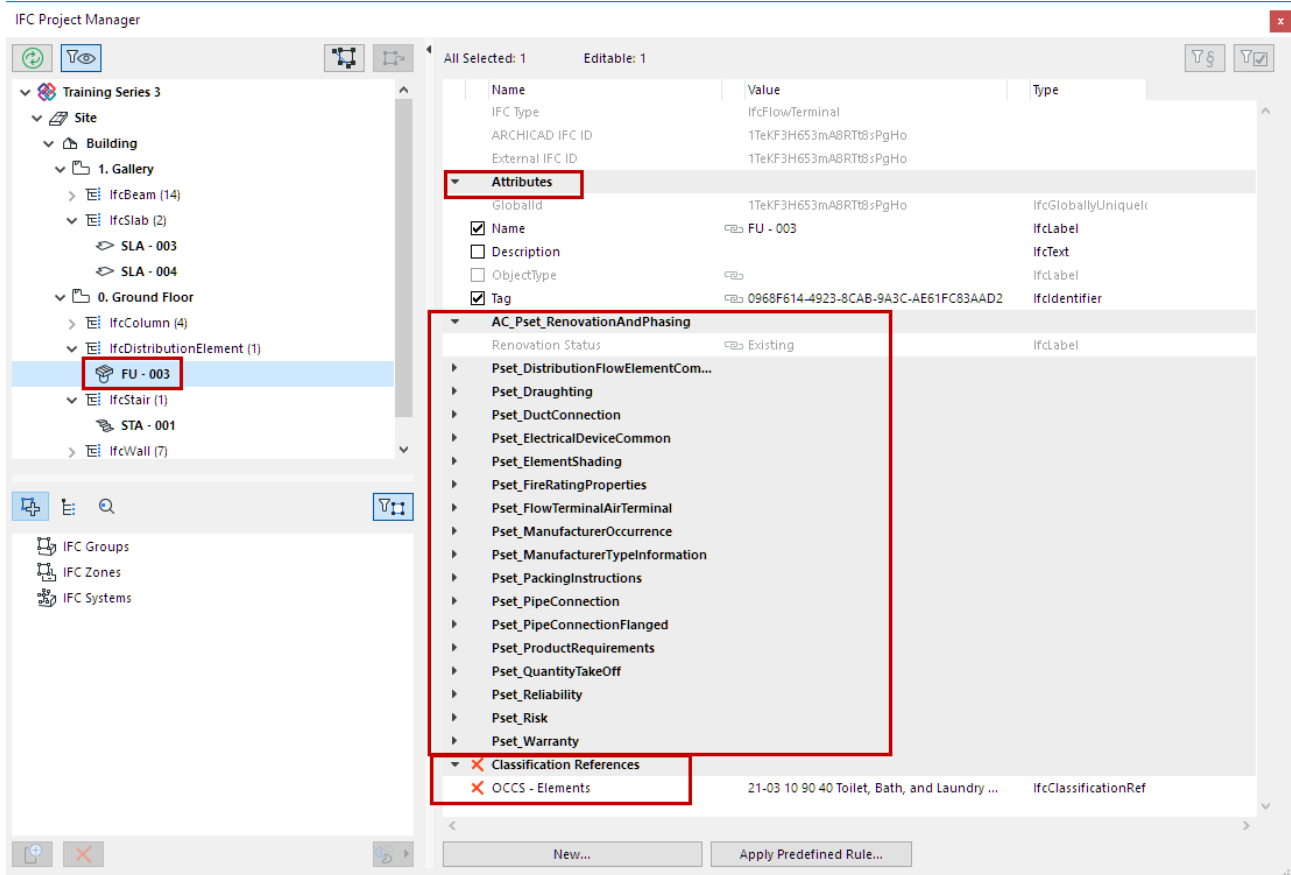 IFC Project Manager
All Selected: 1 Editable: 1
Training Series 3
Site
Building
1. Gallery
IfcBeam (14)
IfcSlab (2)
SLA - 003
SLA - 004
0. Ground Floor
IfcColumn (4)
IfcDistributionElement (1)
FU - 003
IfcStair (1)
STA - 001
IfcWall (7)
IFC Groups
IFC Zones
IFC Systems
Name Value Type
IFC Type IfcFlowTerminal
ARCHICAD IFC ID 1TeKF3H653mA8RTt8sPgHo
External IFC ID 1TeKF3H653mA8RTt8sPgHo
Attributes
GlobalId 1TeKF3H653mA8RTt8sPgHo IfcGloballyUniqueIc
Name FU - 003 IfcLabel
Description IfcText
ObjectType IfcLabel
Tag 0968F614-4923-8CAB-9A3C-AE61FC83AAD2 IfcIdentifier
AC_Pset_RenovationAndPhasing
Renovation Status Existing IfcLabel
Pset_DistributionFlowElementCom...
Pset_Draughting
Pset_DuctConnection
Pset_ElectricalDeviceCommon
Pset_ElementShading
Pset_FireRatingProperties
Pset_FlowTerminalAirTerminal
Pset_ManufacturerOccurrence
Pset_ManufacturerTypeInformation
Pset_PackingInstructions
Pset_PipeConnection
Pset_PipeConnectionFlanged
Pset_ProductRequirements
Pset_QuantityTakeOff
Pset_Reliability
Pset_Risk
Pset_Warranty
Classification References
OCCS - Elements 21-03 10 90 40 Toilet, Bath, and Laundry ... IfcClassificationRef
New... Apply Predefined Rule...